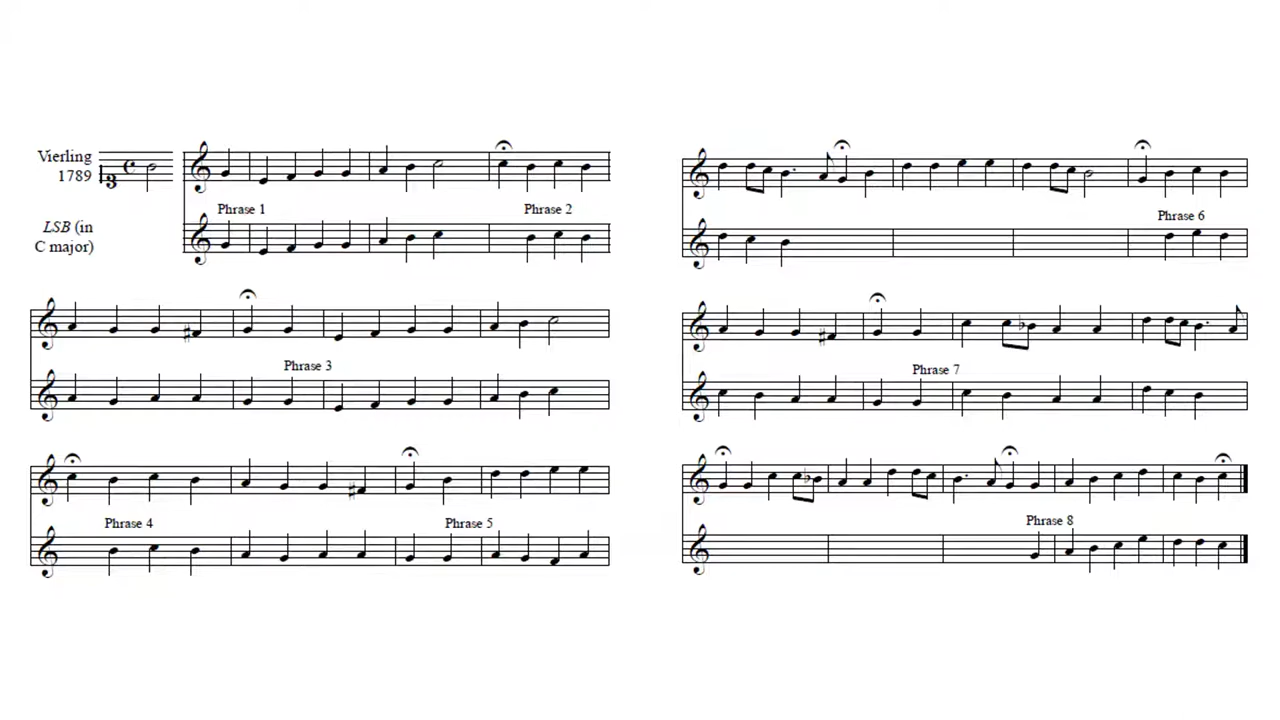 Vierling
1789
3
LSB (in
C major)
Phrase 1
Phrase 2
Phrase 3
Phrase 4
Phrase 5
Phrase 6
Phrase 7
Phrase 8